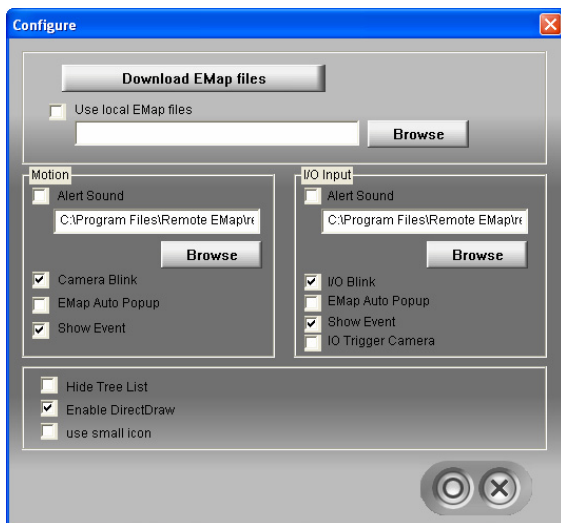 Configure
Download EMap files
Use local EMap files
Browse
Motion
Alert Sound
C:\Program Files\Remote EMap\re
Browse
Camera Blink
EMap Auto Popup
Show Event
I/O Input
Alert Sound
C:\Program Files\Remote EMap\re
Browse
I/O Blink
EMap Auto Popup
Show Event
IO Trigger Camera
Hide Tree List
Enable DirectDraw
use small icon